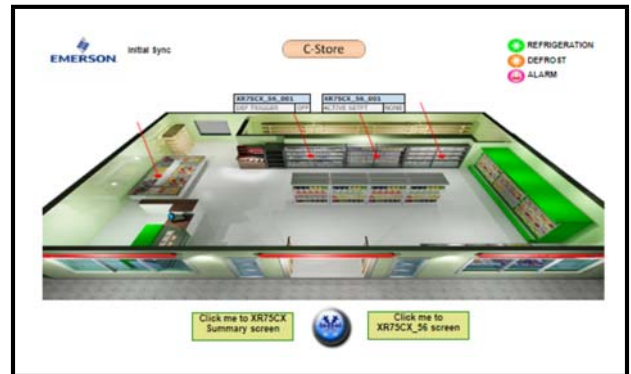 EMERSON
Initial Sync
C-Store
REFRIGERATION
DEFROST
ALARM
XR75CX_56_001
DEF TRIGGER OFF
XR75CX_56_001
ACTIVE SETPT NONE
Click me to XR75CX
Summary screen
Click me to
XR75CX_56 screen